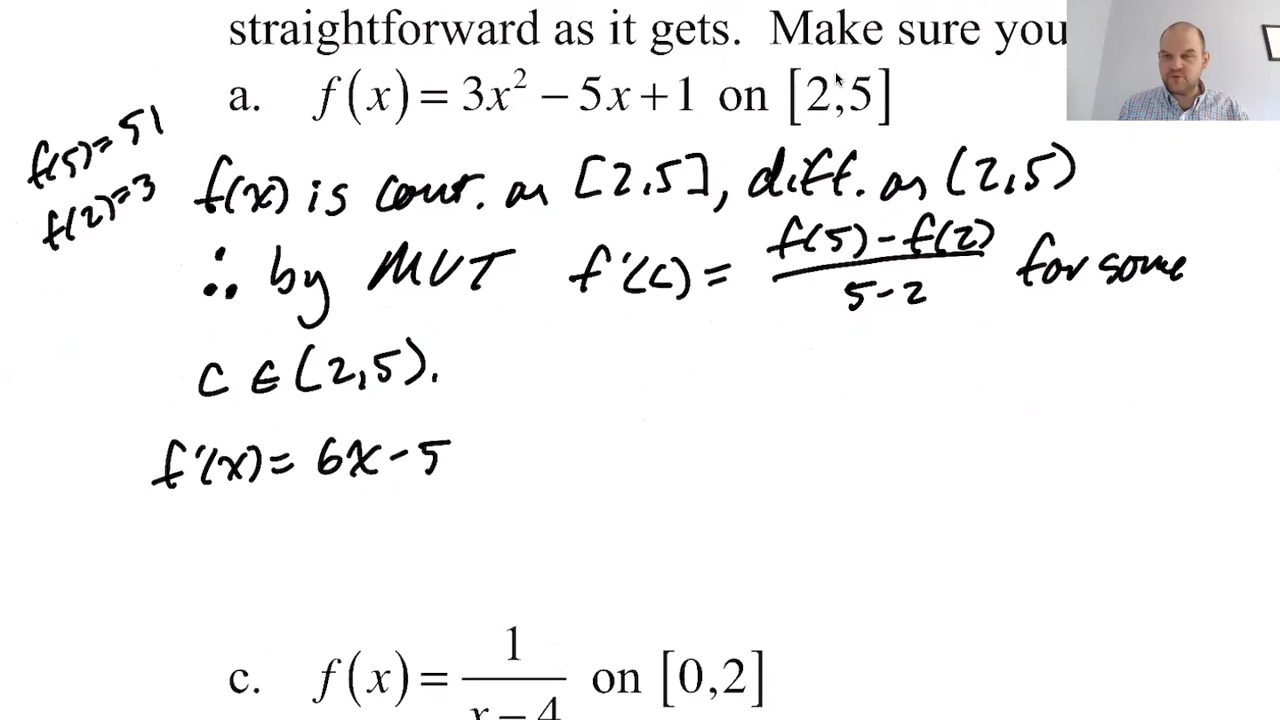 straightforward as it gets. Make sure you
a. f(x) = 3x² − 5x + 1 on [2,5]
f(5)=51
f(2)=3
f(x) is cont. on [2,5], diff. on (2,5)
∴ by MVT f'(c) = (f(5) − f(2))/(5−2) for some
c ∈ (2,5).
f'(x) = 6x − 5
c. f(x) = 1/(x − 4) on [0,2]